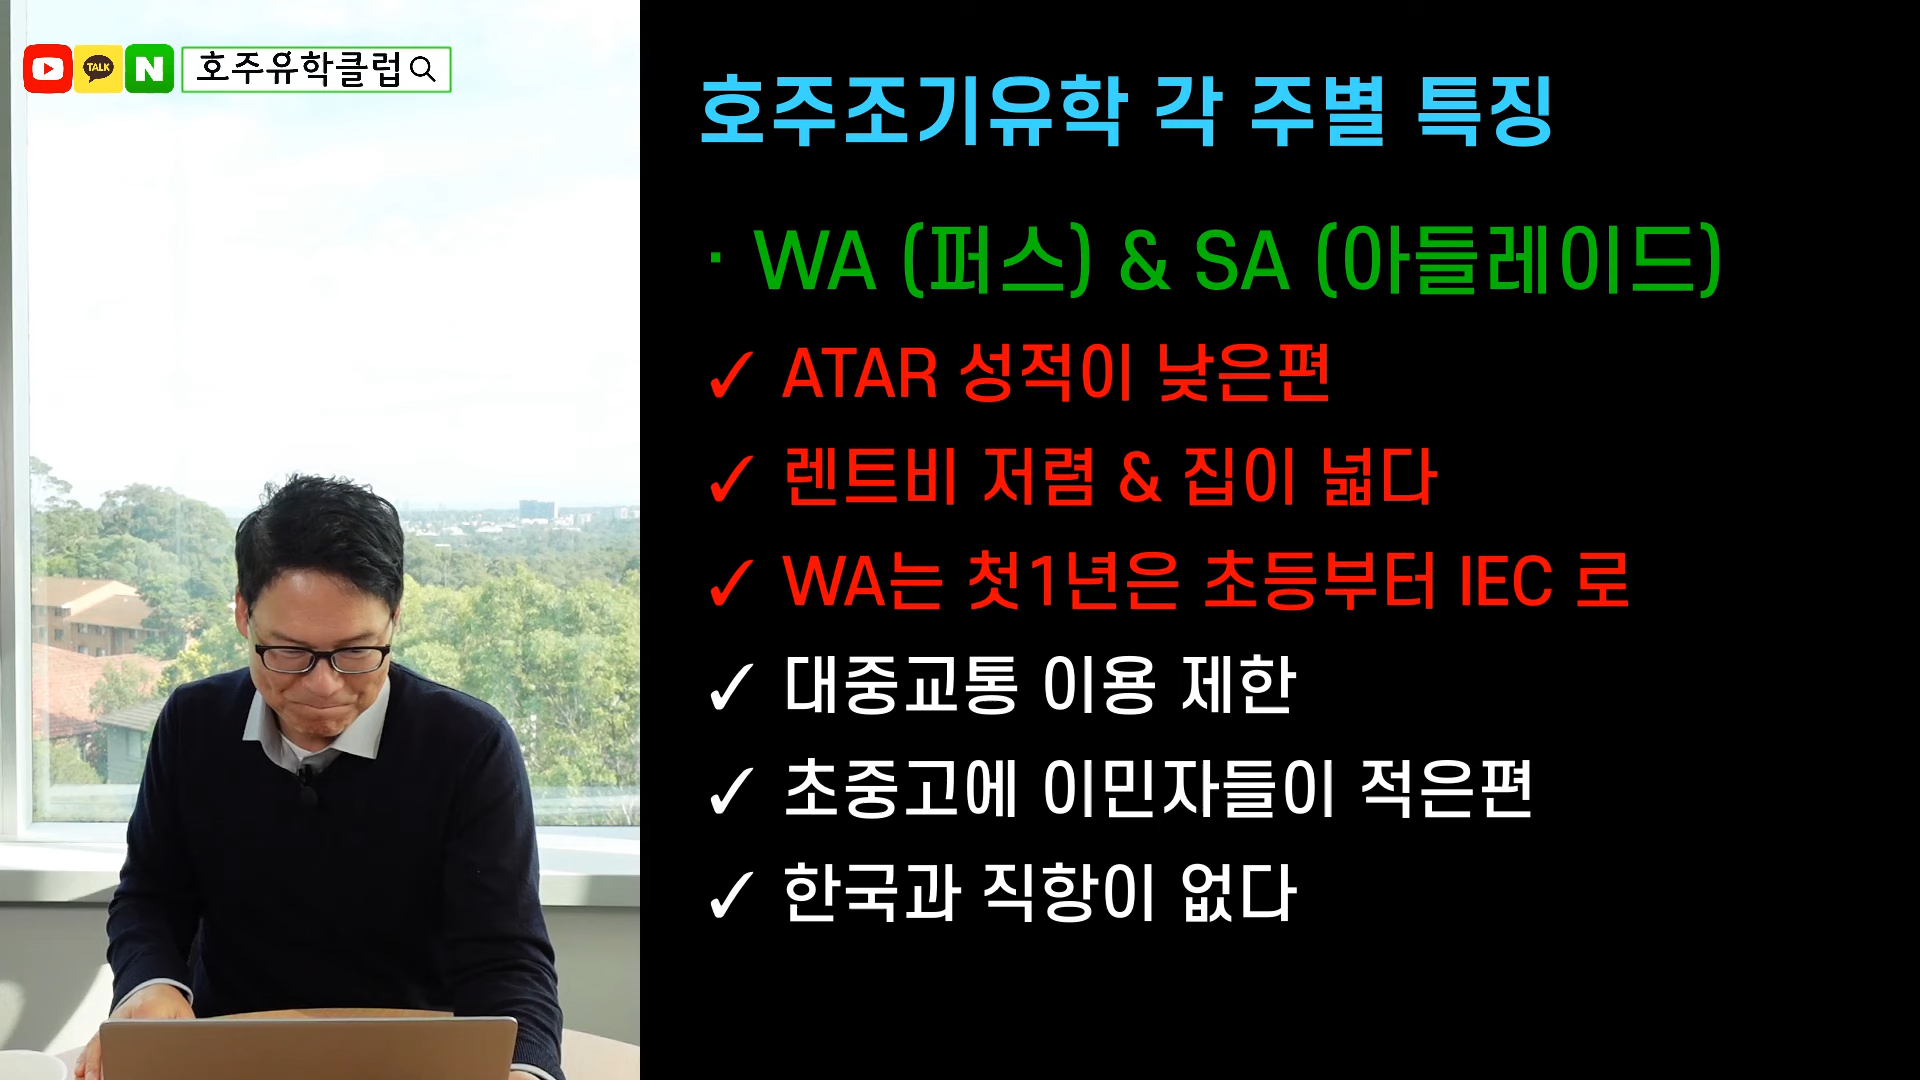 TALK
N
호주유학클럽
호주조기유학 각 주별 특징
· WA (퍼스) & SA (아들레이드)
✓ ATAR 성적이 낮은편
✓ 렌트비 저렴 & 집이 넓다
✓ WA는 첫1년은 초등부터 IEC 로
✓ 대중교통 이용 제한
✓ 초중고에 이민자들이 적은편
✓ 한국과 직항이 없다